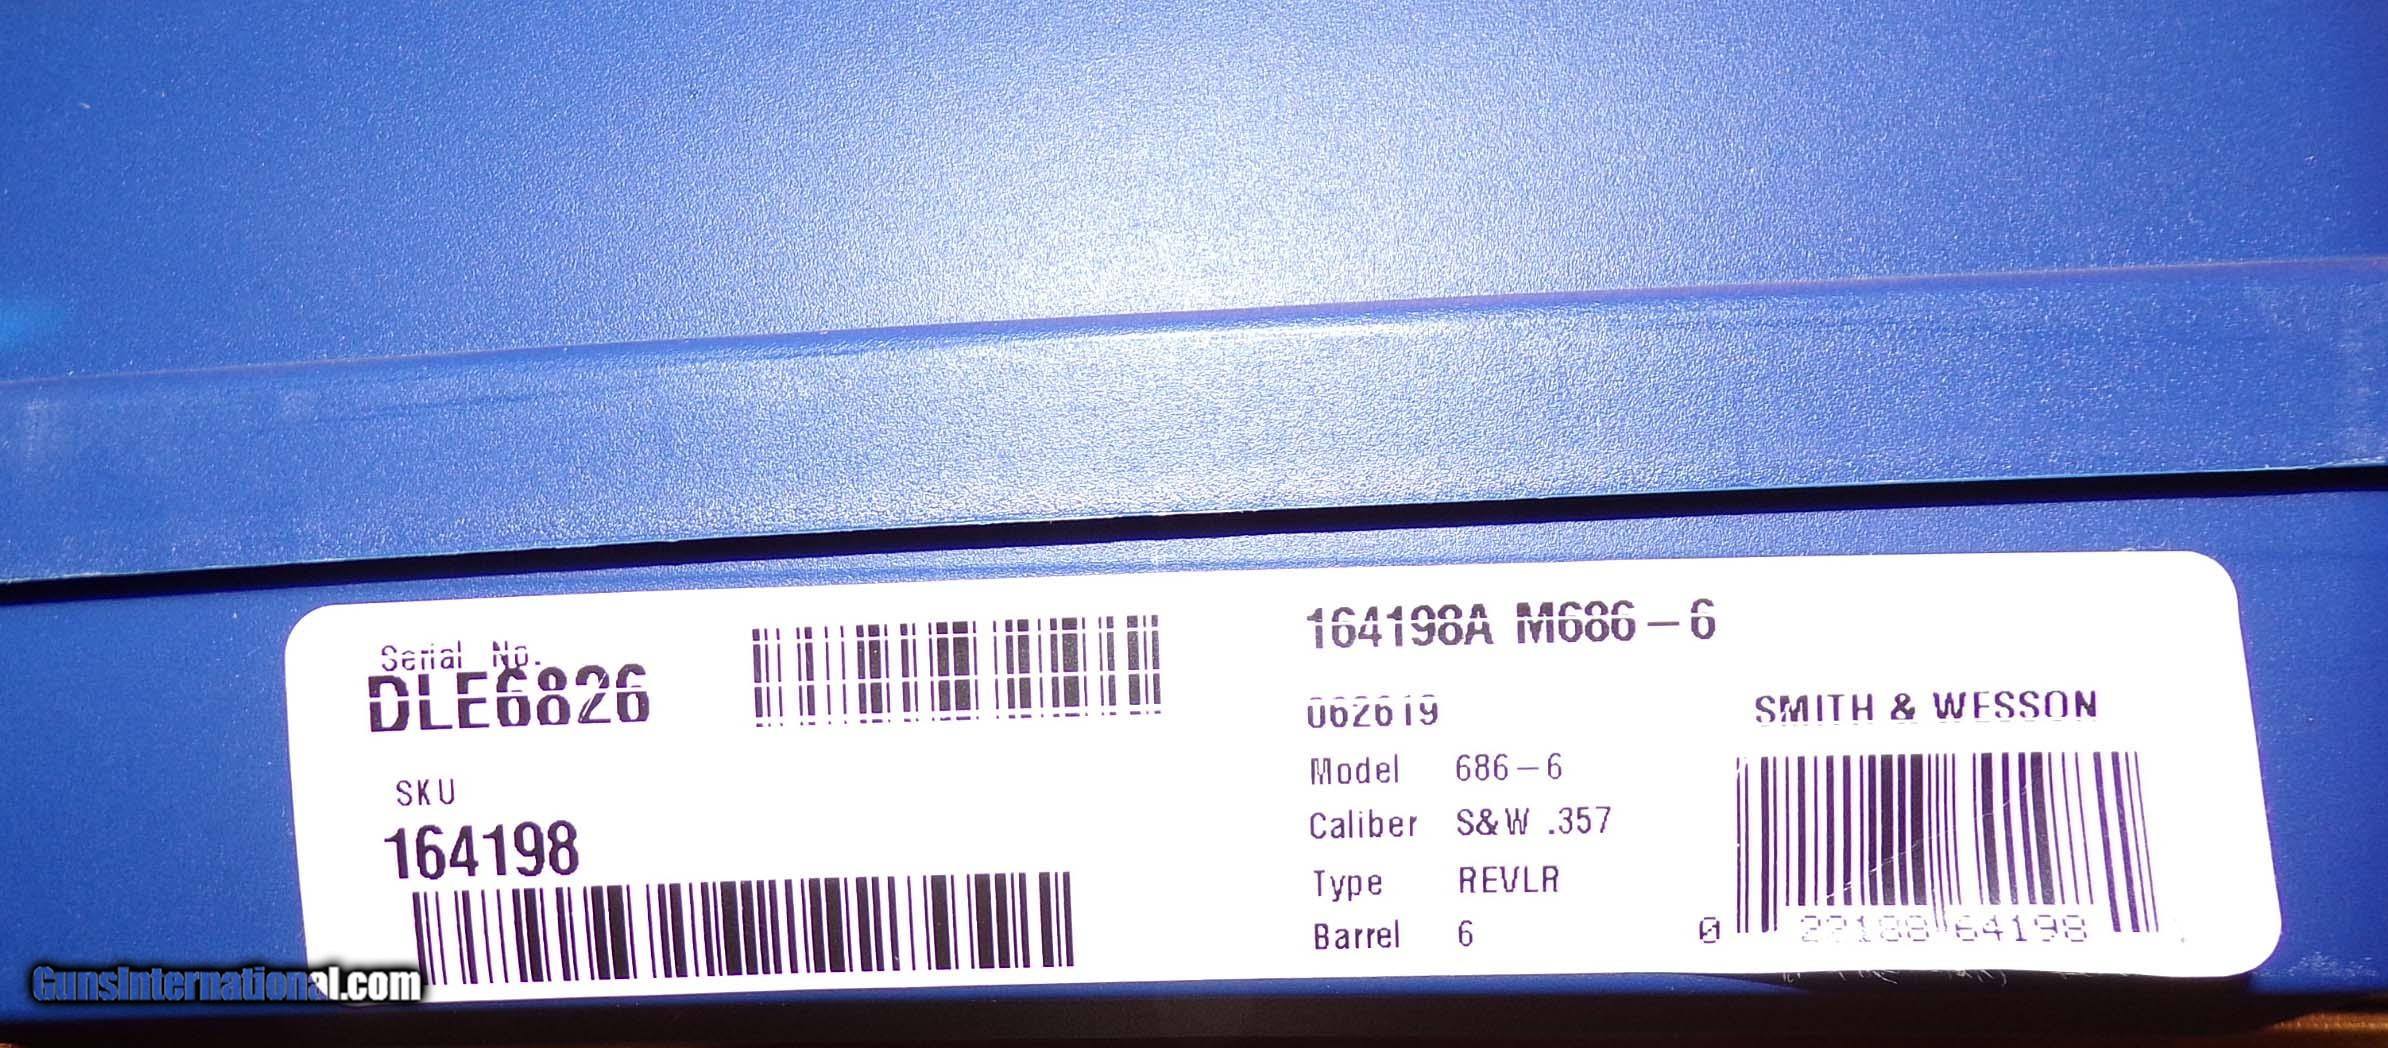 Serial No.
DLE6826
SKU
164198
164198A M686-6
062619
SMITH & WESSON
Model 686-6
Caliber S&W .357
Type REVLR
Barrel 6
0 22188 64198
GunsInternational.com